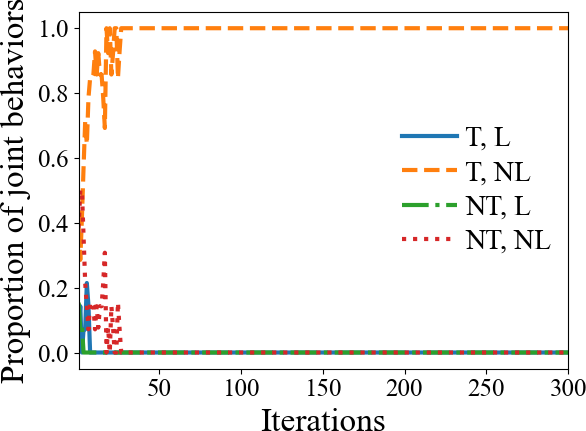 Proportion of joint behaviors
1.0
0.8
0.6
0.4
0.2
0.0
T, L
T, NL
NT, L
NT, NL
50 100 150 200 250 300
Iterations